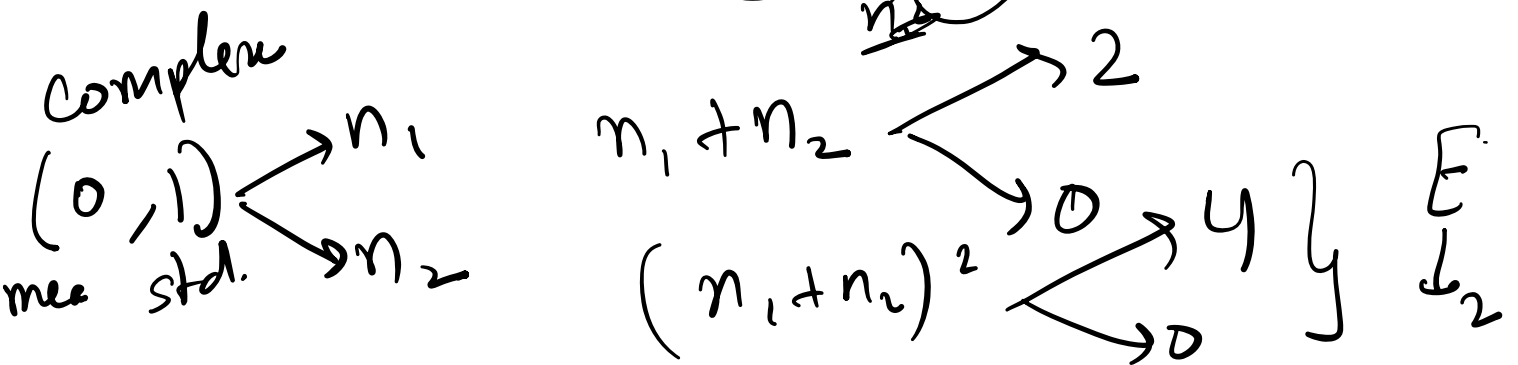 complex
(0, 1)
mea std.
n₁
n₂
n₁ + n₂
2
0
(n₁ + n₂)²
4
0
}
E
2